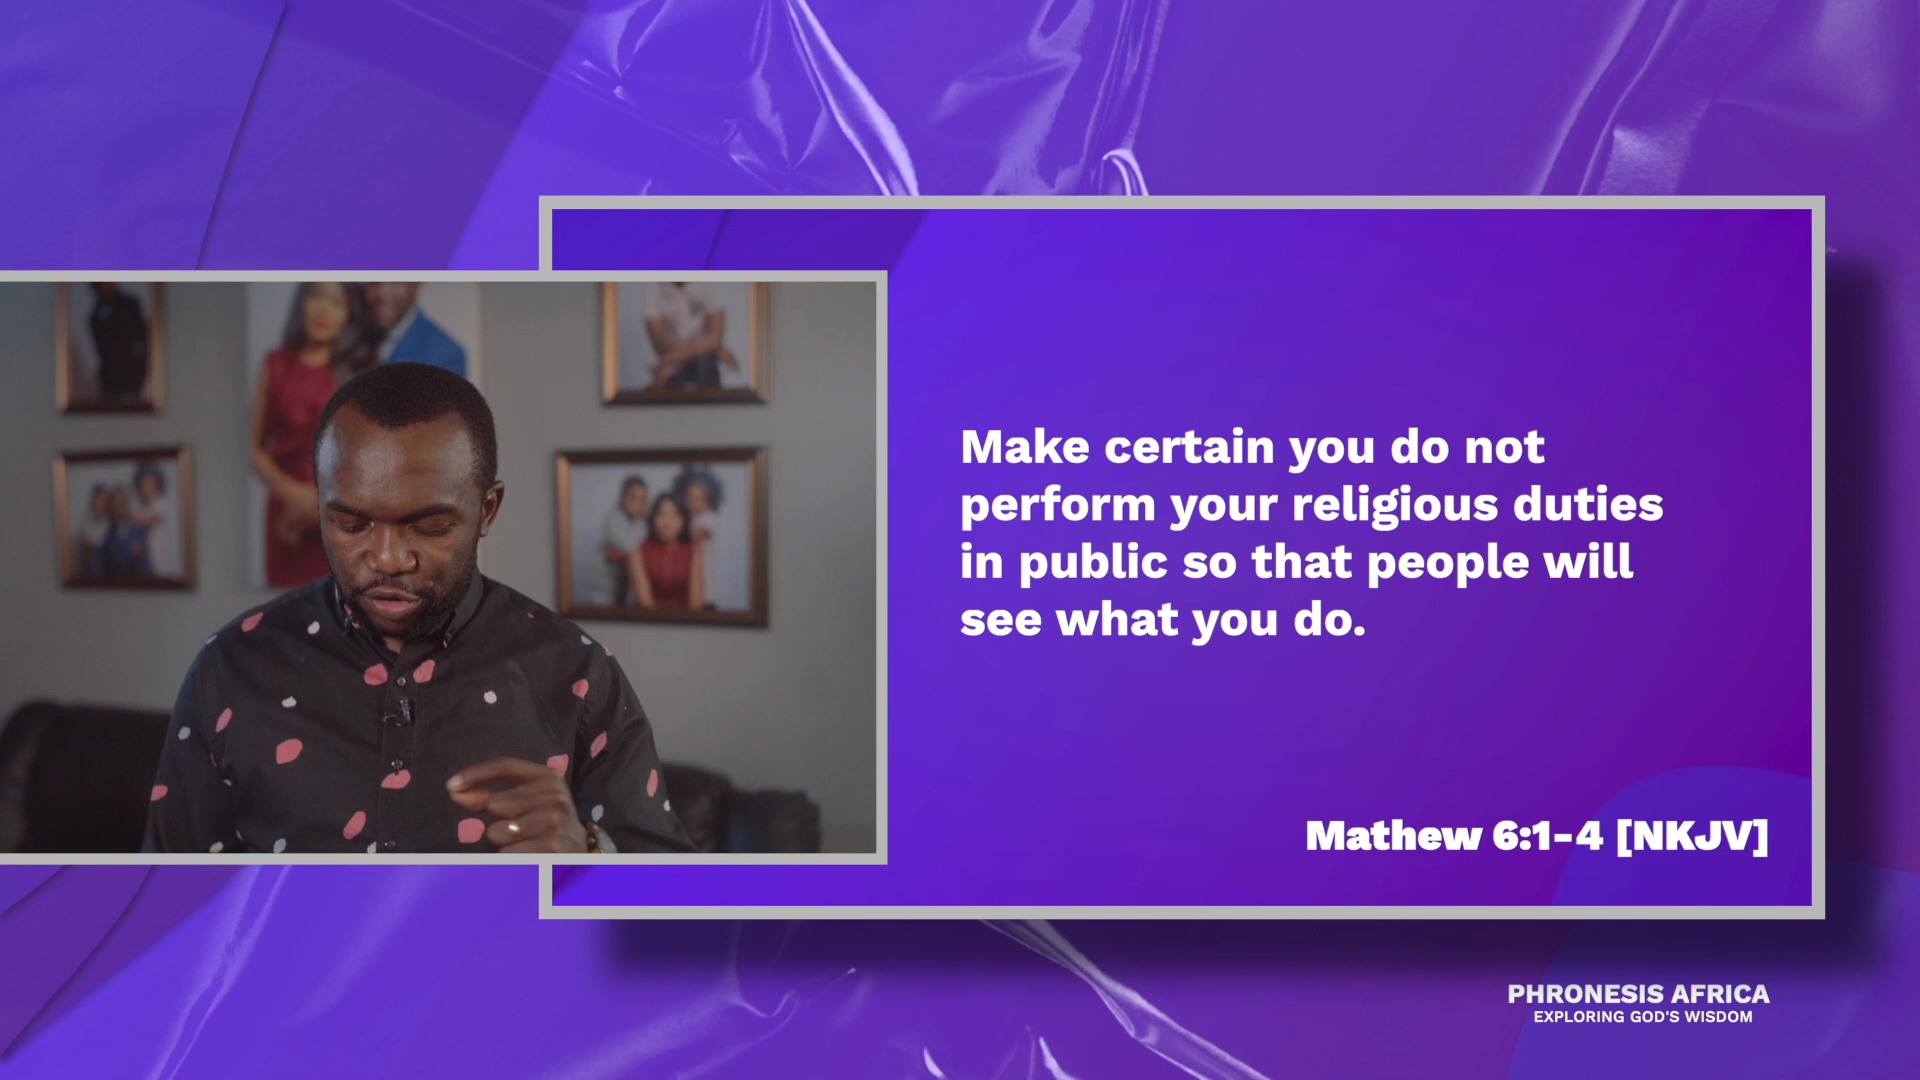 Make certain you do not
perform your religious duties
in public so that people will
see what you do.
Mathew 6:1-4 [NKJV]
PHRONESIS AFRICA
EXPLORING GOD'S WISDOM